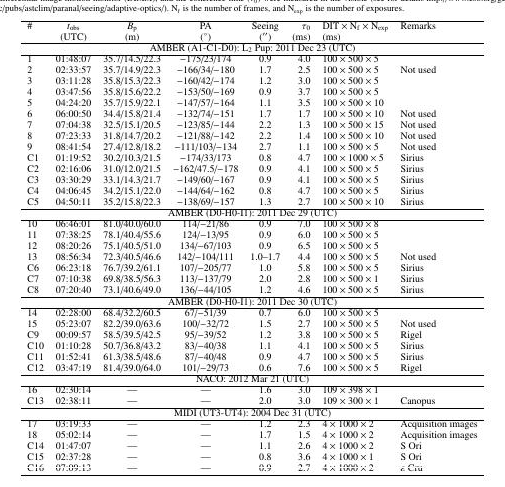 c/pubs/astclim/paranal/seeing/adaptive-optics/). Nf is the number of frames, and Nexp is the number of exposures.
# tobs Bp PA Seeing τ0 DIT × Nf × Nexp Remarks
(UTC) (m) (°) (″) (ms) (ms)
AMBER (A1-C1-D0): L2 Pup: 2011 Dec 23 (UTC)
1 01:48:07 35.7/14.5/22.3 −175/23/174 0.9 4.0 100 × 500 × 5
2 02:33:57 35.7/14.9/22.3 −166/34/−180 1.7 2.5 100 × 500 × 5 Not used
3 03:11:28 35.8/15.3/22.3 −160/42/−174 1.2 3.0 100 × 500 × 5
4 03:47:56 35.8/15.6/22.2 −153/50/−169 0.9 3.7 100 × 500 × 5
5 04:24:20 35.7/15.9/22.1 −147/57/−164 1.1 3.5 100 × 500 × 10
6 06:00:50 34.4/15.8/21.4 −132/74/−151 1.7 1.7 100 × 500 × 10 Not used
7 07:04:38 32.5/15.1/20.5 −123/85/−144 2.2 1.3 100 × 500 × 15 Not used
8 07:23:33 31.8/14.7/20.2 −121/88/−142 2.2 1.4 100 × 500 × 10 Not used
9 08:41:54 27.4/12.8/18.2 −111/103/−134 2.7 1.1 100 × 500 × 5 Not used
C1 01:19:52 30.2/10.3/21.5 −174/33/173 0.8 4.7 100 × 1000 × 5 Sirius
C2 02:16:06 31.0/12.0/21.5 −162/47.5/−178 0.9 4.1 100 × 500 × 5 Sirius
C3 03:30:29 33.1/14.3/21.7 −149/60/−167 0.9 4.1 100 × 500 × 5 Sirius
C4 04:06:45 34.2/15.1/22.0 −144/64/−162 0.8 4.7 100 × 500 × 5 Sirius
C5 04:50:11 35.2/15.8/22.3 −138/69/−157 1.3 2.7 100 × 500 × 10 Sirius
AMBER (D0-H0-I1): 2011 Dec 29 (UTC)
10 06:46:01 81.0/40.0/60.0 114/−21/86 0.9 7.0 100 × 500 × 8
11 07:38:25 78.1/40.4/55.6 124/−13/95 0.9 6.0 100 × 500 × 5
12 08:20:26 75.1/40.5/51.0 134/−67/103 0.9 6.5 100 × 500 × 5
13 08:56:34 72.3/40.5/46.6 142/−104/111 1.0–1.7 4.4 100 × 500 × 5 Not used
C6 06:23:18 76.7/39.2/61.1 107/−205/77 1.0 5.8 100 × 500 × 5 Sirius
C7 07:10:38 69.8/38.5/56.3 113/−137/79 2.0 2.8 100 × 500 × 1 Sirius
C8 07:20:40 73.1/40.6/49.0 136/−44/105 1.2 4.6 100 × 500 × 5 Sirius
AMBER (D0-H0-I1): 2011 Dec 30 (UTC)
14 02:28:00 68.4/32.2/60.5 67/−51/39 0.7 6.0 100 × 500 × 5
15 05:23:07 82.2/39.0/63.6 100/−32/72 1.5 2.7 100 × 500 × 5 Not used
C9 00:09:57 58.5/39.5/42.5 95/−39/52 1.2 3.8 100 × 500 × 5 Rigel
C10 01:10:28 50.7/36.8/43.2 83/−40/38 1.1 4.1 100 × 500 × 5 Sirius
C11 01:52:41 61.3/38.5/48.6 87/−40/48 0.9 4.7 100 × 500 × 5 Sirius
C12 03:47:19 81.4/39.0/64.0 101/−29/73 0.6 7.6 100 × 500 × 5 Rigel
NACO: 2012 Mar 21 (UTC)
16 02:30:14 — — 1.6 3.0 109 × 398 × 1
C13 02:38:11 — — 2.0 3.0 109 × 300 × 1 Canopus
MIDI (UT3-UT4): 2004 Dec 31 (UTC)
17 03:19:33 — — 1.2 2.3 4 × 1000 × 2 Acquisition images
18 05:02:14 — — 1.7 1.5 4 × 1000 × 2 Acquisition images
C14 01:47:07 — — 1.1 2.6 4 × 1000 × 2 S Ori
C15 02:37:28 — — 0.8 3.6 4 × 1000 × 1 S Ori
C16 07:09:13 — — 0.9 2.7 4 × 1000 × 2